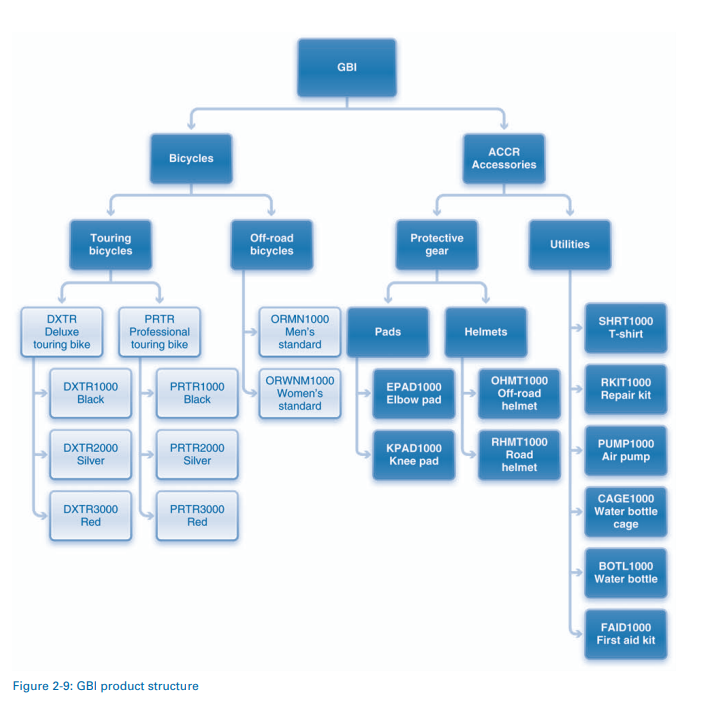 GBI
Bicycles
ACCR
Accessories
Touring
bicycles
Off-road
bicycles
Protective
gear
Utilities
DXTR
Deluxe
touring bike
PRTR
Professional
touring bike
ORMN1000
Men's
standard
Pads
Helmets
SHRT1000
T-shirt
DXTR1000
Black
PRTR1000
Black
ORWNM1000
Women's
standard
EPAD1000
Elbow pad
OHMT1000
Off-road
helmet
RKIT1000
Repair kit
DXTR2000
Silver
PRTR2000
Silver
KPAD1000
Knee pad
RHMT1000
Road
helmet
PUMP1000
Air pump
DXTR3000
Red
PRTR3000
Red
CAGE1000
Water bottle
cage
BOTL1000
Water bottle
FAID1000
First aid kit
Figure 2-9: GBI product structure